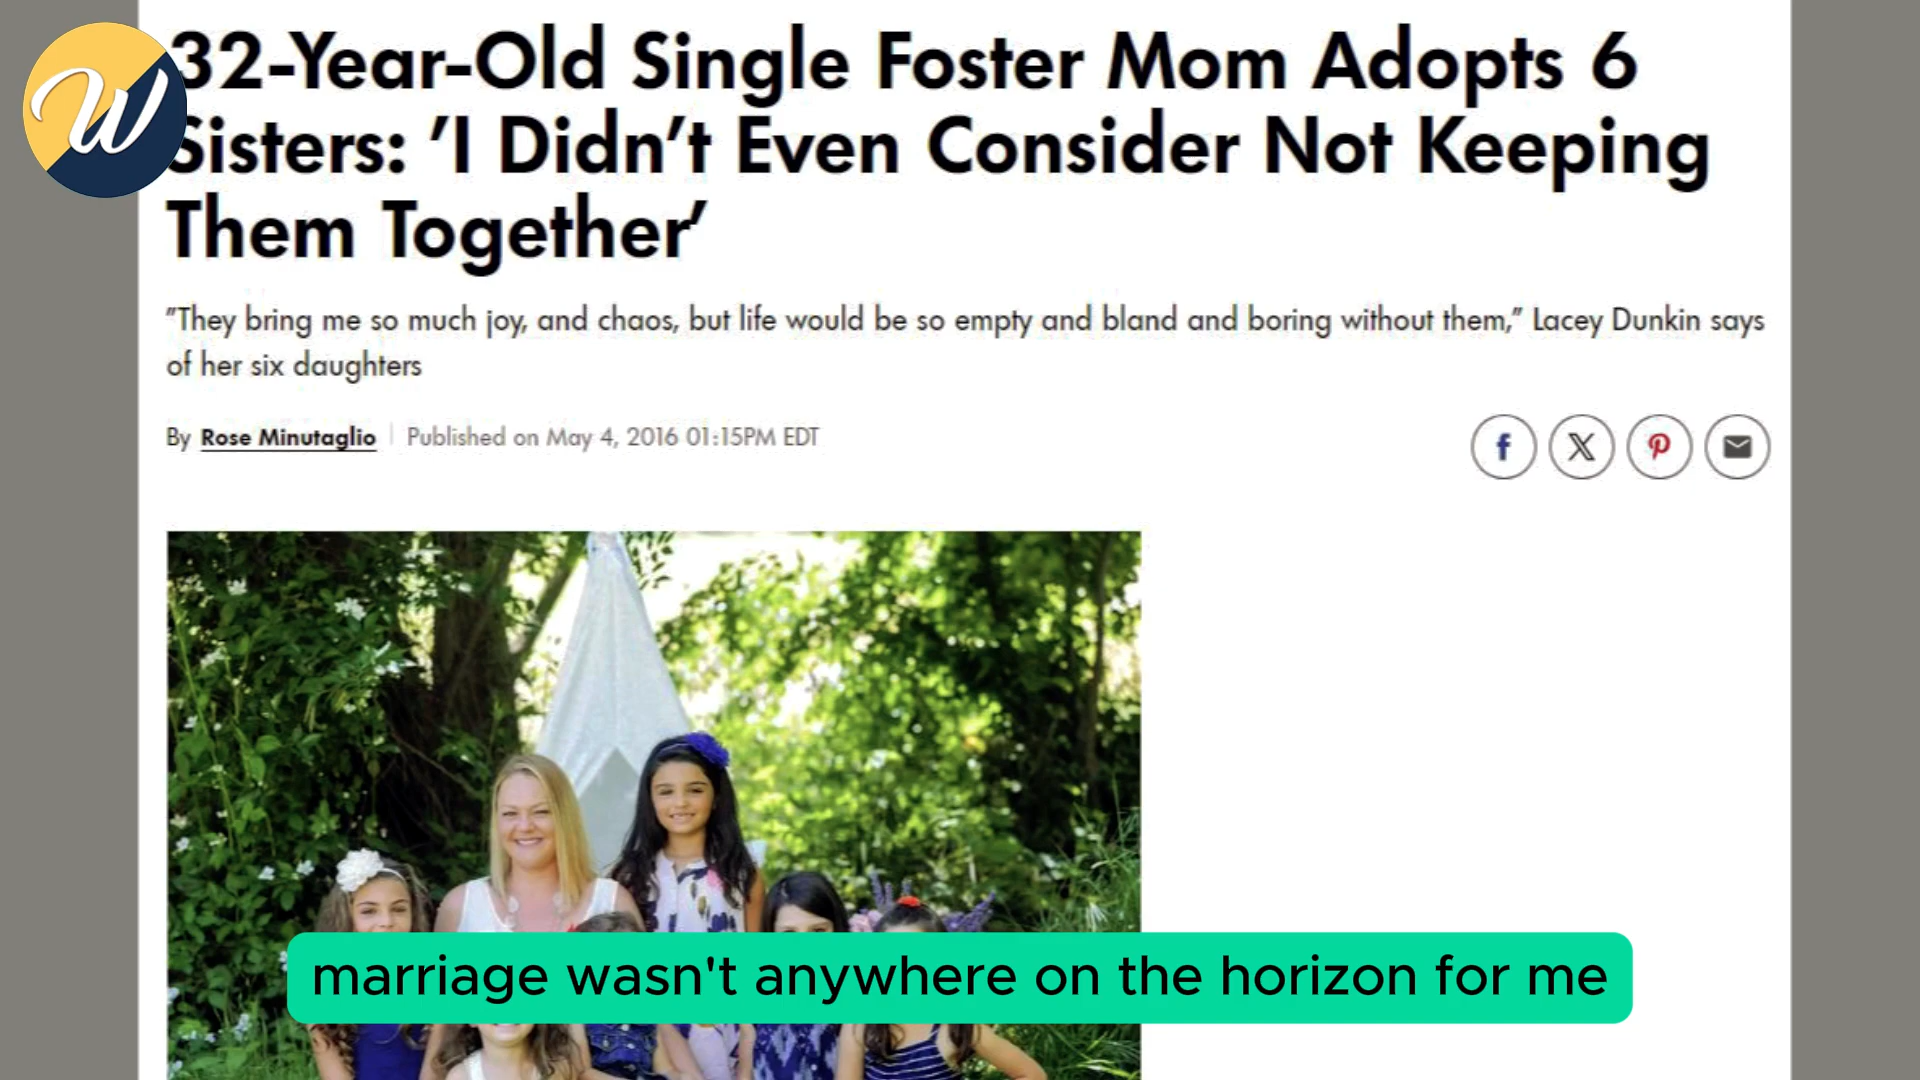 W
32-Year-Old Single Foster Mom Adopts 6
Sisters: ’I Didn’t Even Consider Not Keeping
Them Together’
”They bring me so much joy, and chaos, but life would be so empty and bland and boring without them,” Lacey Dunkin says
of her six daughters
By Rose Minutaglio | Published on May 4, 2016 01:15PM EDT
marriage wasn't anywhere on the horizon for me